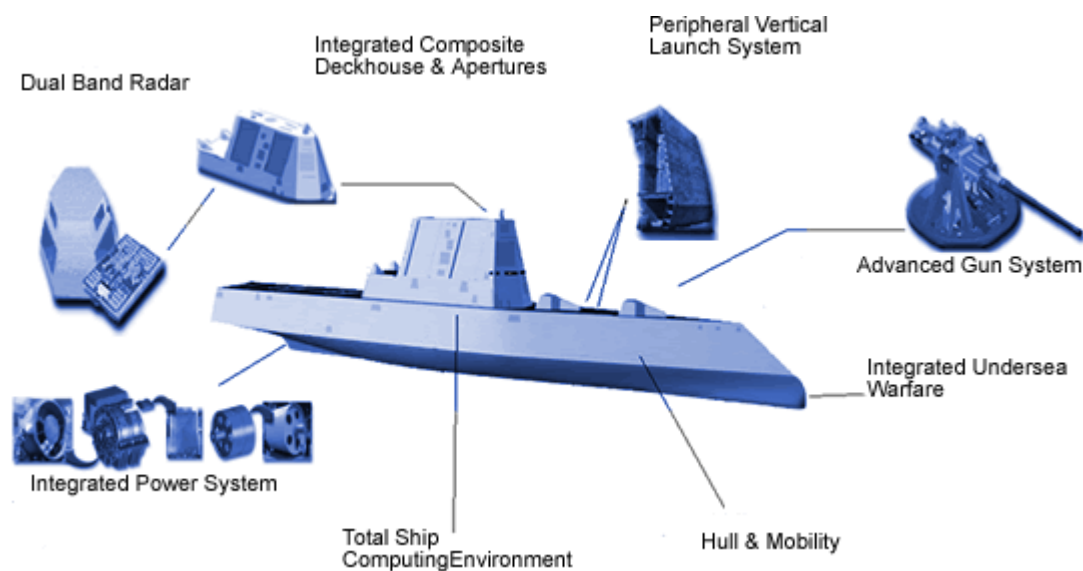 Peripheral Vertical
Launch System
Integrated Composite
Deckhouse & Apertures
Dual Band Radar
Advanced Gun System
Integrated Undersea
Warfare
Integrated Power System
Total Ship
ComputingEnvironment
Hull & Mobility